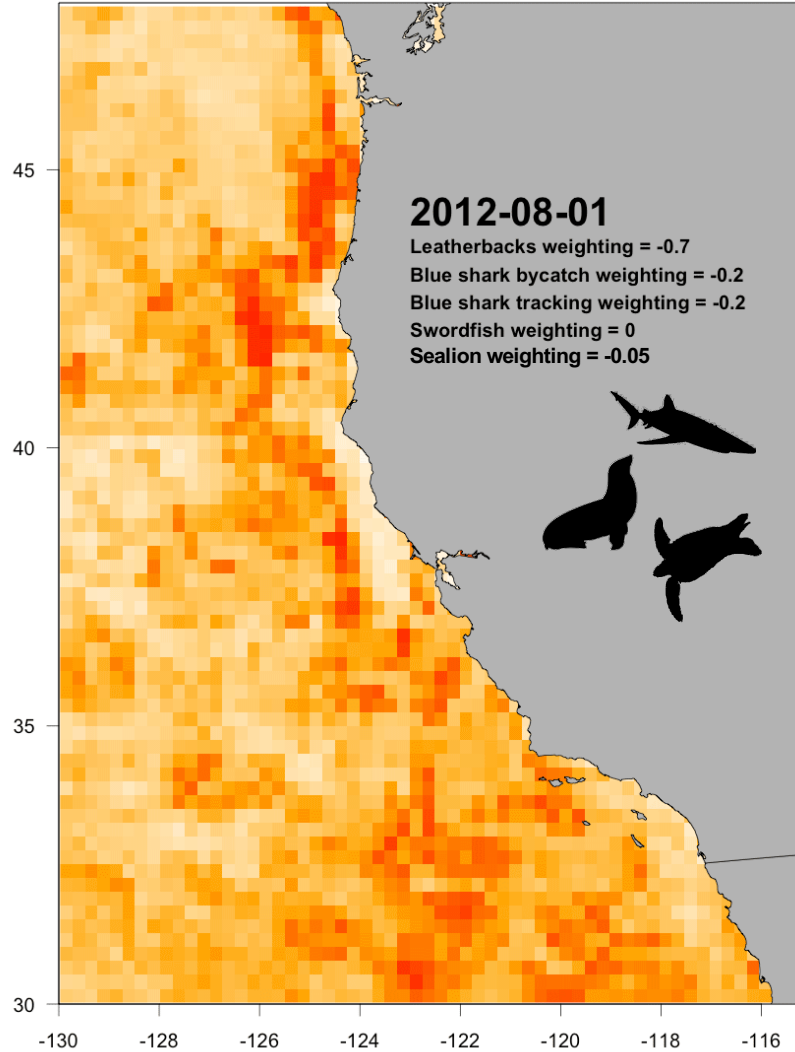 2012-08-01
Leatherbacks weighting = -0.7
Blue shark bycatch weighting = -0.2
Blue shark tracking weighting = -0.2
Swordfish weighting = 0
Sealion weighting = -0.05
45
40
35
30
-130 -128 -126 -124 -122 -120 -118 -116